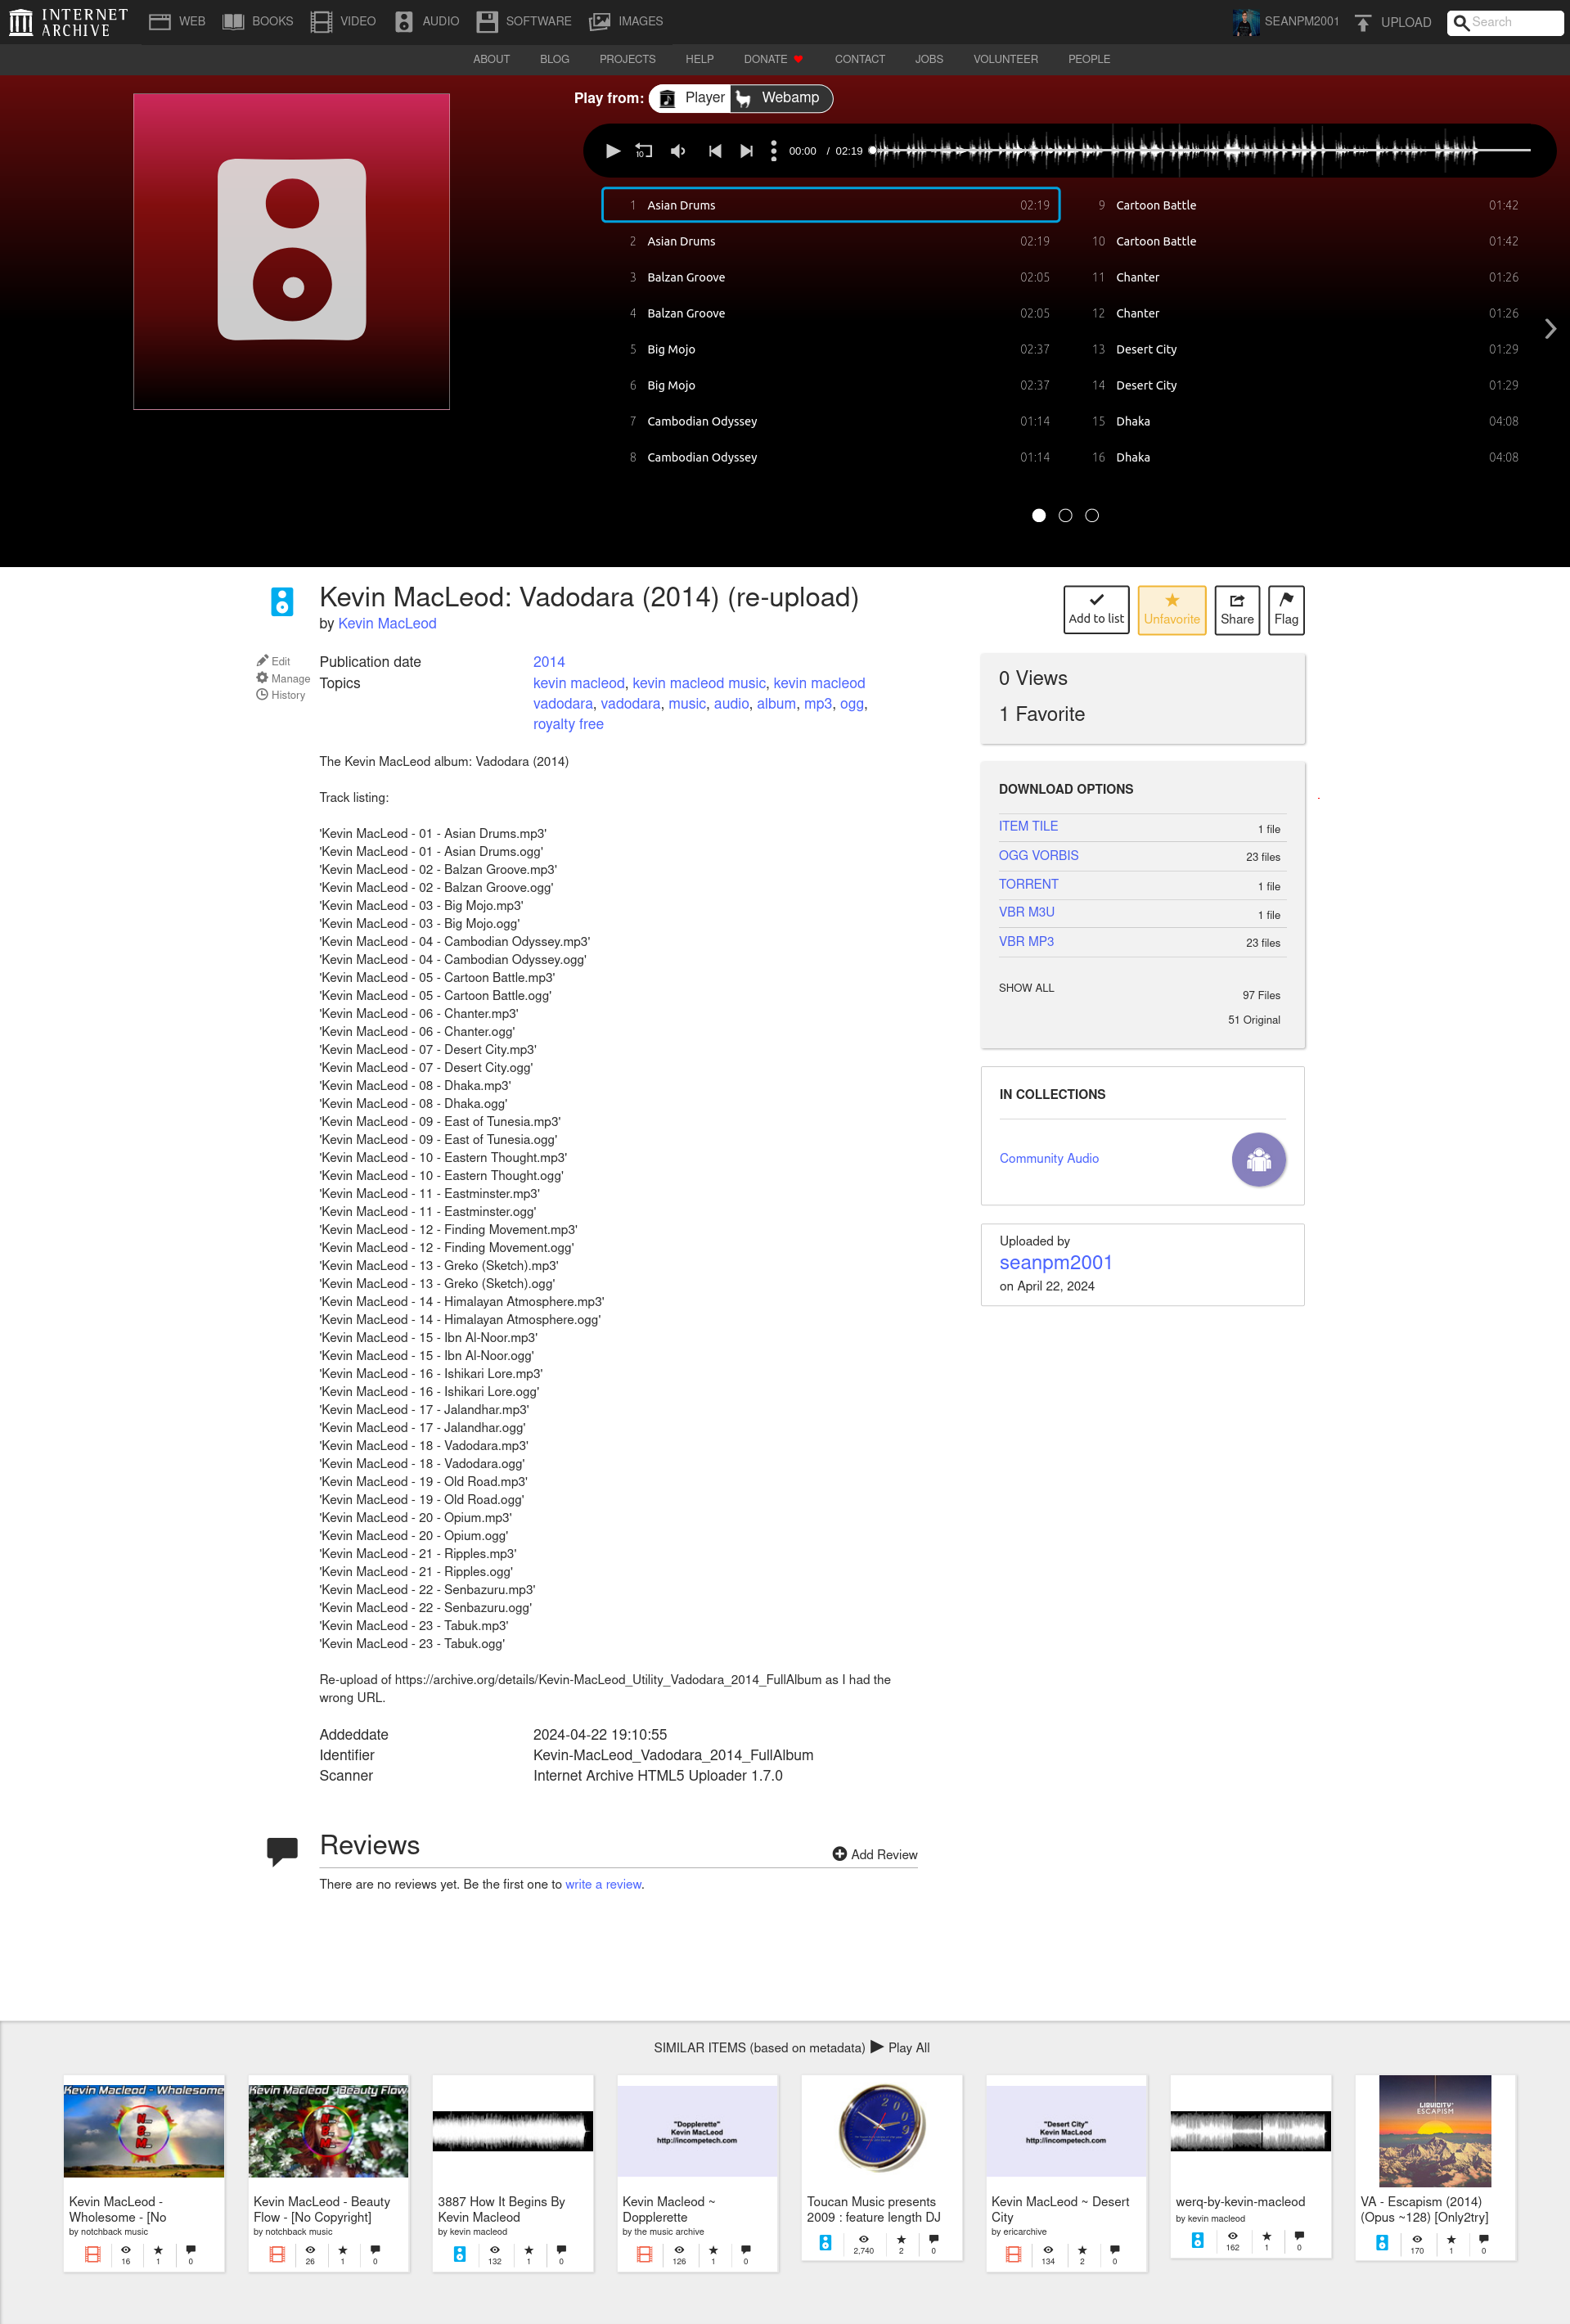 INTERNET ARCHIVE
WEB BOOKS VIDEO AUDIO SOFTWARE IMAGES SEANPM2001 UPLOAD Search
ABOUT BLOG PROJECTS HELP DONATE CONTACT JOBS VOLUNTEER PEOPLE
Play from: Player Webamp
10 00:00 / 02:19
1 Asian Drums 02:19
2 Asian Drums 02:19
3 Balzan Groove 02:05
4 Balzan Groove 02:05
5 Big Mojo 02:37
6 Big Mojo 02:37
7 Cambodian Odyssey 01:14
8 Cambodian Odyssey 01:14
9 Cartoon Battle 01:42
10 Cartoon Battle 01:42
11 Chanter 01:26
12 Chanter 01:26
13 Desert City 01:29
14 Desert City 01:29
15 Dhaka 04:08
16 Dhaka 04:08
Kevin MacLeod: Vadodara (2014) (re-upload)
by Kevin MacLeod
Add to list Unfavorite Share Flag
Edit
Manage
History
Publication date 2014
Topics kevin macleod, kevin macleod music, kevin macleod
vadodara, vadodara, music, audio, album, mp3, ogg,
royalty free
The Kevin MacLeod album: Vadodara (2014)
Track listing:
'Kevin MacLeod - 01 - Asian Drums.mp3'
'Kevin MacLeod - 01 - Asian Drums.ogg'
'Kevin MacLeod - 02 - Balzan Groove.mp3'
'Kevin MacLeod - 02 - Balzan Groove.ogg'
'Kevin MacLeod - 03 - Big Mojo.mp3'
'Kevin MacLeod - 03 - Big Mojo.ogg'
'Kevin MacLeod - 04 - Cambodian Odyssey.mp3'
'Kevin MacLeod - 04 - Cambodian Odyssey.ogg'
'Kevin MacLeod - 05 - Cartoon Battle.mp3'
'Kevin MacLeod - 05 - Cartoon Battle.ogg'
'Kevin MacLeod - 06 - Chanter.mp3'
'Kevin MacLeod - 06 - Chanter.ogg'
'Kevin MacLeod - 07 - Desert City.mp3'
'Kevin MacLeod - 07 - Desert City.ogg'
'Kevin MacLeod - 08 - Dhaka.mp3'
'Kevin MacLeod - 08 - Dhaka.ogg'
'Kevin MacLeod - 09 - East of Tunesia.mp3'
'Kevin MacLeod - 09 - East of Tunesia.ogg'
'Kevin MacLeod - 10 - Eastern Thought.mp3'
'Kevin MacLeod - 10 - Eastern Thought.ogg'
'Kevin MacLeod - 11 - Eastminster.mp3'
'Kevin MacLeod - 11 - Eastminster.ogg'
'Kevin MacLeod - 12 - Finding Movement.mp3'
'Kevin MacLeod - 12 - Finding Movement.ogg'
'Kevin MacLeod - 13 - Greko (Sketch).mp3'
'Kevin MacLeod - 13 - Greko (Sketch).ogg'
'Kevin MacLeod - 14 - Himalayan Atmosphere.mp3'
'Kevin MacLeod - 14 - Himalayan Atmosphere.ogg'
'Kevin MacLeod - 15 - Ibn Al-Noor.mp3'
'Kevin MacLeod - 15 - Ibn Al-Noor.ogg'
'Kevin MacLeod - 16 - Ishikari Lore.mp3'
'Kevin MacLeod - 16 - Ishikari Lore.ogg'
'Kevin MacLeod - 17 - Jalandhar.mp3'
'Kevin MacLeod - 17 - Jalandhar.ogg'
'Kevin MacLeod - 18 - Vadodara.mp3'
'Kevin MacLeod - 18 - Vadodara.ogg'
'Kevin MacLeod - 19 - Old Road.mp3'
'Kevin MacLeod - 19 - Old Road.ogg'
'Kevin MacLeod - 20 - Opium.mp3'
'Kevin MacLeod - 20 - Opium.ogg'
'Kevin MacLeod - 21 - Ripples.mp3'
'Kevin MacLeod - 21 - Ripples.ogg'
'Kevin MacLeod - 22 - Senbazuru.mp3'
'Kevin MacLeod - 22 - Senbazuru.ogg'
'Kevin MacLeod - 23 - Tabuk.mp3'
'Kevin MacLeod - 23 - Tabuk.ogg'
Re-upload of https://archive.org/details/Kevin-MacLeod_Utility_Vadodara_2014_FullAlbum as I had the
wrong URL.
Addeddate 2024-04-22 19:10:55
Identifier Kevin-MacLeod_Vadodara_2014_FullAlbum
Scanner Internet Archive HTML5 Uploader 1.7.0
0 Views
1 Favorite
DOWNLOAD OPTIONS
ITEM TILE 1 file
OGG VORBIS 23 files
TORRENT 1 file
VBR M3U 1 file
VBR MP3 23 files
SHOW ALL 97 Files
51 Original
IN COLLECTIONS
Community Audio
Uploaded by
seanpm2001
on April 22, 2024
Reviews
Add Review
There are no reviews yet. Be the first one to write a review.
SIMILAR ITEMS (based on metadata) Play All
Kevin Macleod - Wholesome
Kevin MacLeod -
Wholesome - [No
by notchback music
16 1 0
Kevin Macleod - Beauty Flow
Kevin MacLeod - Beauty
Flow - [No Copyright]
by notchback music
26 1 0
3887 How It Begins By
Kevin Macleod
by kevin macleod
132 1 0
"Dopplerette"
Kevin MacLeod
http://incompetech.com
Kevin Macleod ~
Dopplerette
by the music archive
126 1 0
2009
Toucan Music presents
2009 : feature length DJ
2,740 2 0
"Desert City"
Kevin MacLeod
http://incompetech.com
Kevin MacLeod ~ Desert
City
by ericarchive
134 2 0
werq-by-kevin-macleod
by kevin macleod
162 1 0
LIQUICITY
ESCAPISM
VA - Escapism (2014)
(Opus ~128) [Only2try]
170 1 0